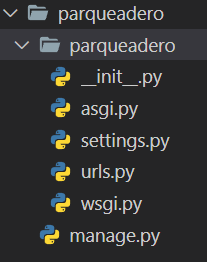 parqueadero
parqueadero
__init__.py
asgi.py
settings.py
urls.py
wsgi.py
manage.py